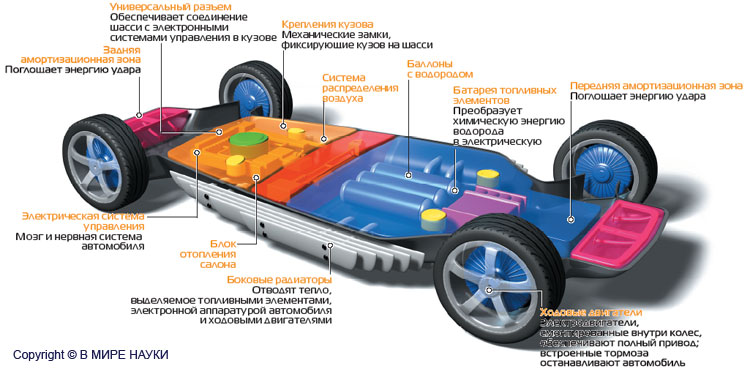 Универсальный разъем
Обеспечивает соединение
шасси с электронными
системами управления в кузове
Крепления кузова
Механические замки,
фиксирующие кузов на шасси
Задняя
амортизационная зона
Поглощает энергию удара
Система
распределения
воздуха
Баллоны
с водородом
Батарея топливных
элементов
Преобразует
химическую энергию
водорода
в электрическую
Передняя амортизационная зона
Поглощает энергию удара
Электрическая система
управления
Мозг и нервная система
автомобиля
Блок
отопления
салона
Боковые радиаторы
Отводят тепло,
выделяемое топливными элементами,
электронной аппаратурой автомобиля
и ходовыми двигателями
Ходовые двигатели
Электродвигатели,
смонтированные внутри колес,
обеспечивают полный привод;
встроенные тормоза
останавливают автомобиль
Copyright © В МИРЕ НАУКИ